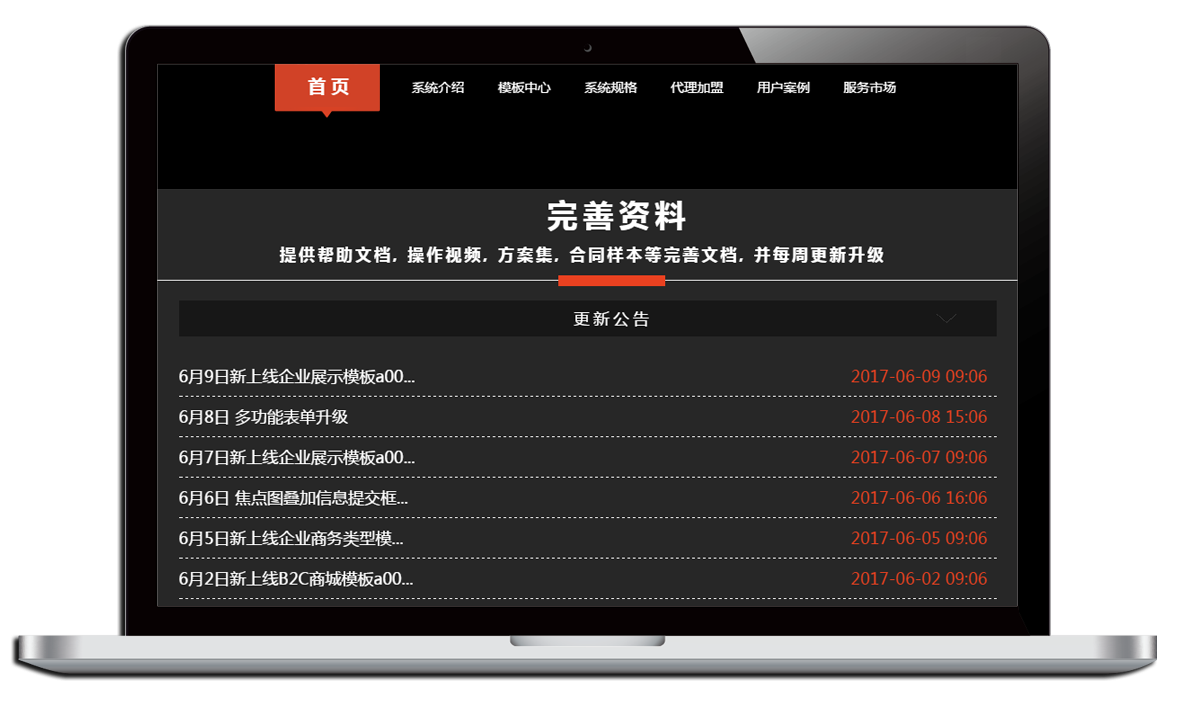 首页 系统介绍 模板中心 系统规格 代理加盟 用户案例 服务市场
完善资料
提供帮助文档，操作视频，方案集，合同样本等完善文档，并每周更新升级
更新公告
6月9日新上线企业展示模板a00... 2017-06-09 09:06
6月8日 多功能表单升级 2017-06-08 15:06
6月7日新上线企业展示模板a00... 2017-06-07 09:06
6月6日 焦点图叠加信息提交框... 2017-06-06 16:06
6月5日新上线企业商务类型模... 2017-06-05 09:06
6月2日新上线B2C商城模板a00... 2017-06-02 09:06